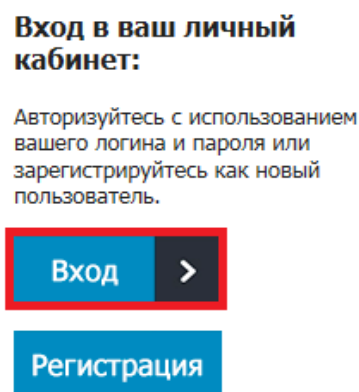 Вход в ваш личный
кабинет:
Авторизуйтесь с использованием
вашего логина и пароля или
зарегистрируйтесь как новый
пользователь.
Вход
Регистрация